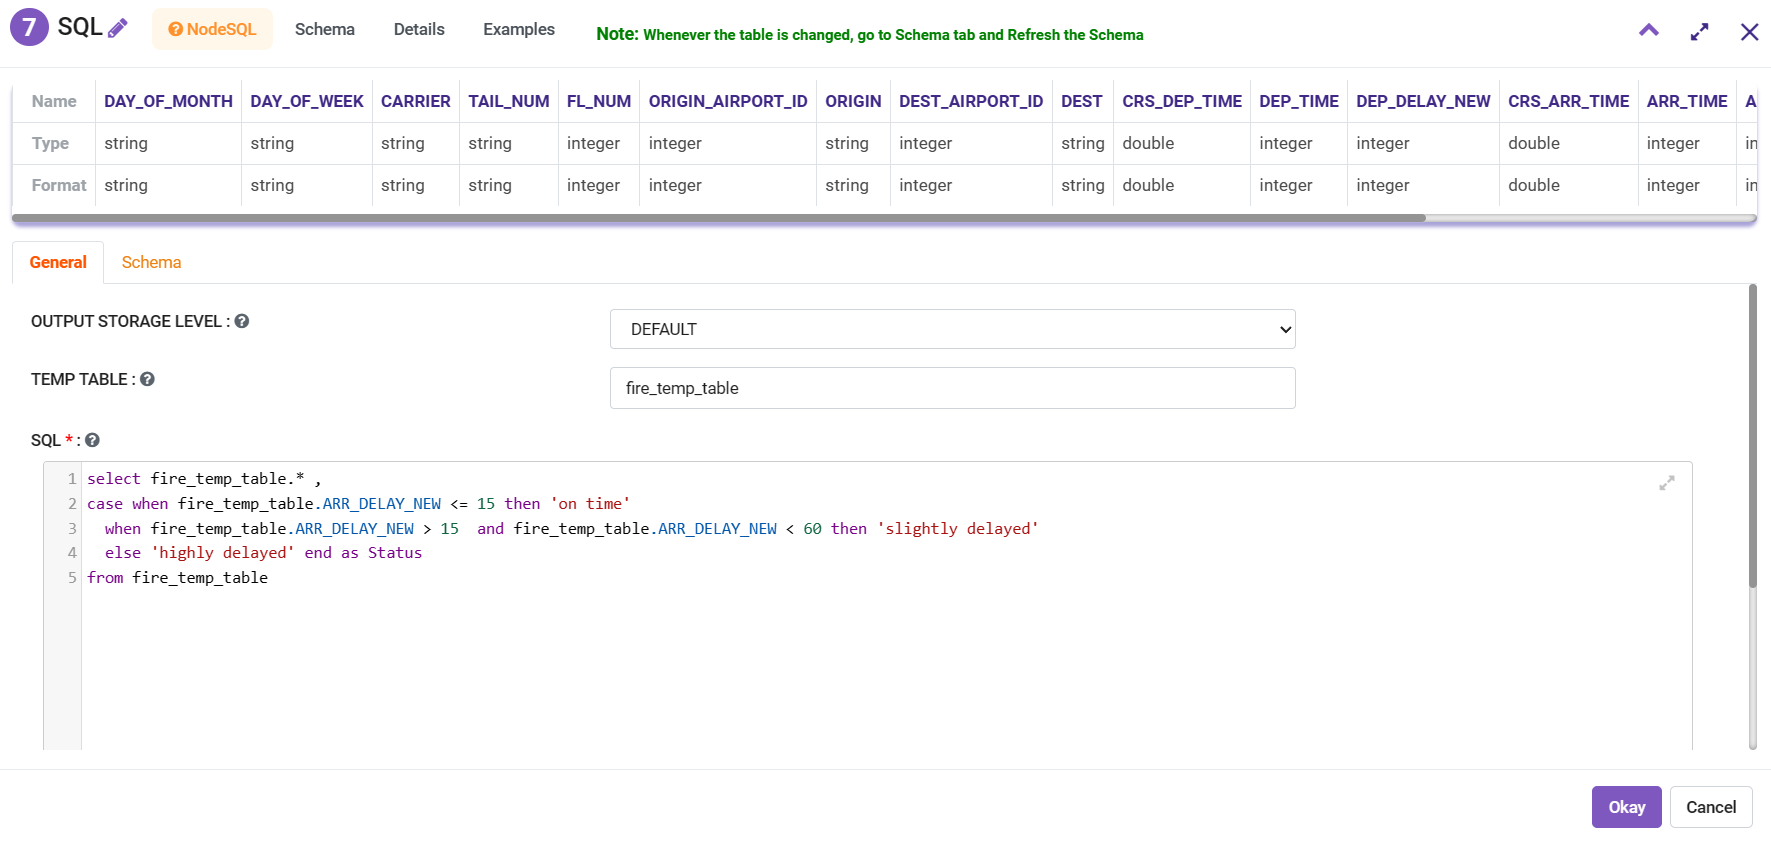 7 SQL NodeSQL Schema Details Examples Note: Whenever the table is changed, go to Schema tab and Refresh the Schema
Name DAY_OF_MONTH DAY_OF_WEEK CARRIER TAIL_NUM FL_NUM ORIGIN_AIRPORT_ID ORIGIN DEST_AIRPORT_ID DEST CRS_DEP_TIME DEP_TIME DEP_DELAY_NEW CRS_ARR_TIME ARR_TIME A
Type string string string string integer integer string integer string double integer integer double integer in
Format string string string string integer integer string integer string double integer integer double integer in
General Schema
OUTPUT STORAGE LEVEL : DEFAULT
TEMP TABLE : fire_temp_table
SQL * :
1 select fire_temp_table.* ,
2 case when fire_temp_table.ARR_DELAY_NEW <= 15 then 'on time'
3 when fire_temp_table.ARR_DELAY_NEW > 15 and fire_temp_table.ARR_DELAY_NEW < 60 then 'slightly delayed'
4 else 'highly delayed' end as Status
5 from fire_temp_table
Okay Cancel